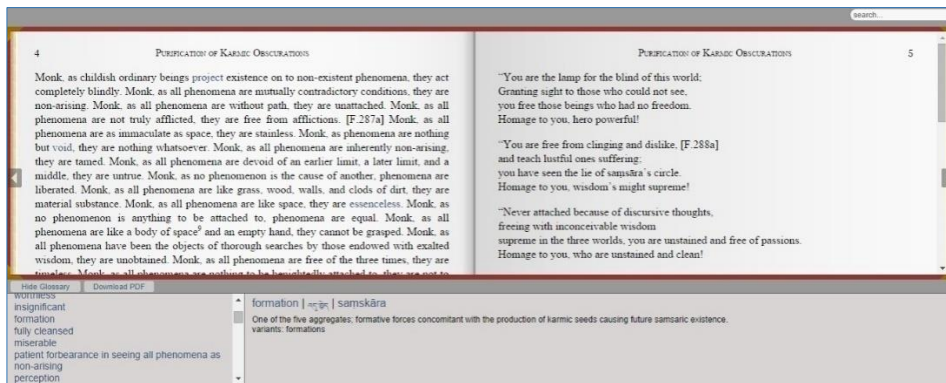 search...
4 PURIFICATION OF KARMIC OBSCURATIONS
Monk, as childish ordinary beings project existence on to non-existent phenomena, they act
completely blindly. Monk, as all phenomena are mutually contradictory conditions, they are
non-arising. Monk, as all phenomena are without path, they are unattached. Monk, as all
phenomena are not truly afflicted, they are free from afflictions. [F.287a] Monk, as all
phenomena are as immaculate as space, they are stainless. Monk, as phenomena are nothing
but void, they are nothing whatsoever. Monk, as all phenomena are inherently non-arising,
they are tamed. Monk, as all phenomena are devoid of an earlier limit, a later limit, and a
middle, they are untrue. Monk, as no phenomenon is the cause of another, phenomena are
liberated. Monk, as all phenomena are like grass, wood, walls, and clods of dirt, they are
material substance. Monk, as all phenomena are like space, they are essenceless. Monk, as
no phenomenon is anything to be attached to, phenomena are equal. Monk, as all
phenomena are like a body of space⁹ and an empty hand, they cannot be grasped. Monk, as
all phenomena have been the objects of thorough searches by those endowed with exalted
wisdom, they are unobtained. Monk, as all phenomena are free of the three times, they are
timeless. Monk, as all phenomena are nothing to be benightedly attached to, they are not to
PURIFICATION OF KARMIC OBSCURATIONS 5
“You are the lamp for the blind of this world;
Granting sight to those who could not see,
you free those beings who had no freedom.
Homage to you, hero powerful!
“You are free from clinging and dislike, [F.288a]
and teach lustful ones suffering;
you have seen the lie of saṃsāra’s circle.
Homage to you, wisdom’s might supreme!
“Never attached because of discursive thoughts,
freeing with inconceivable wisdom
supreme in the three worlds, you are unstained and free of passions.
Homage to you, who are unstained and clean!
Hide Glossary Download PDF
worthless
insignificant
formation
fully cleansed
miserable
patient forbearance in seeing all phenomena as
non-arising
perception
formation | | saṃskāra
One of the five aggregates; formative forces concomitant with the production of karmic seeds causing future samsaric existence.
variants: formations